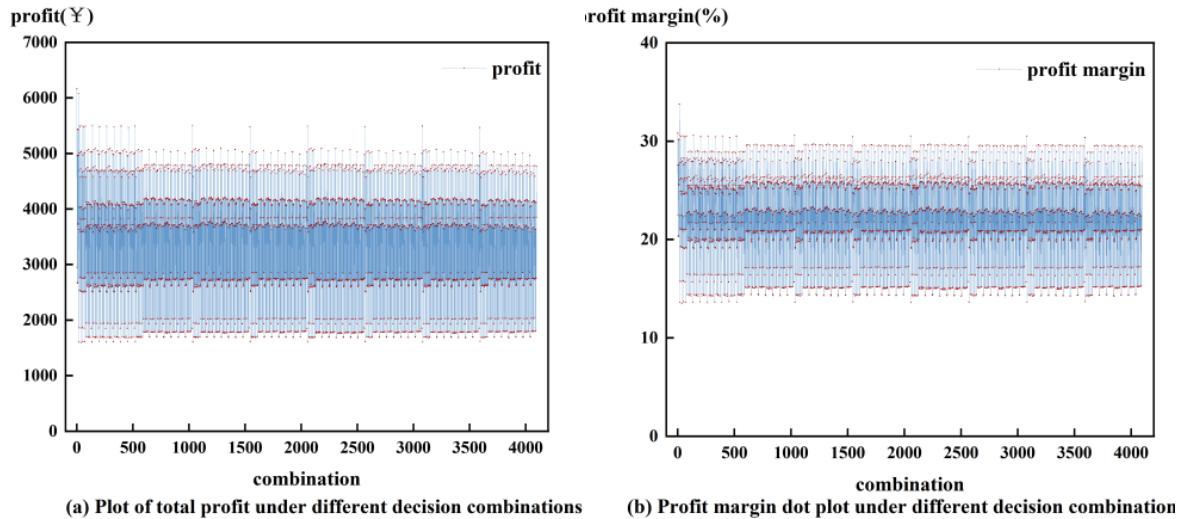 profit(¥)
7000
6000
5000
4000
3000
2000
1000
0
profit
0 500 1000 1500 2000 2500 3000 3500 4000
combination
(a) Plot of total profit under different decision combinations
rofit margin(%)
40
30
20
10
0
profit margin
0 500 1000 1500 2000 2500 3000 3500 4000
combination
(b) Profit margin dot plot under different decision combination